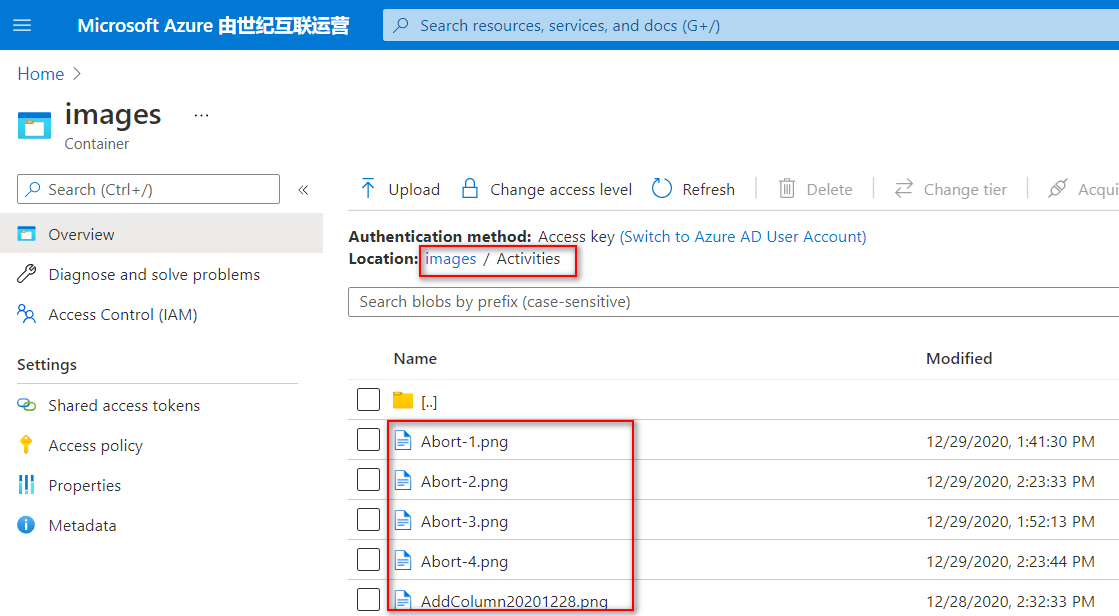 Microsoft Azure 由世纪互联运营
Search resources, services, and docs (G+/)
Home
images
...
Container
Search (Ctrl+/)
Upload
Change access level
Refresh
Delete
Change tier
Acqui
Overview
Diagnose and solve problems
Access Control (IAM)
Settings
Shared access tokens
Access policy
Properties
Metadata
Authentication method: Access key (Switch to Azure AD User Account)
Location: images / Activities
Search blobs by prefix (case-sensitive)
Name Modified
[..]
Abort-1.png 12/29/2020, 1:41:30 PM
Abort-2.png 12/29/2020, 2:23:33 PM
Abort-3.png 12/29/2020, 1:52:13 PM
Abort-4.png 12/29/2020, 2:23:44 PM
AddColumn20201228.png 12/28/2020, 2:32:33 PM